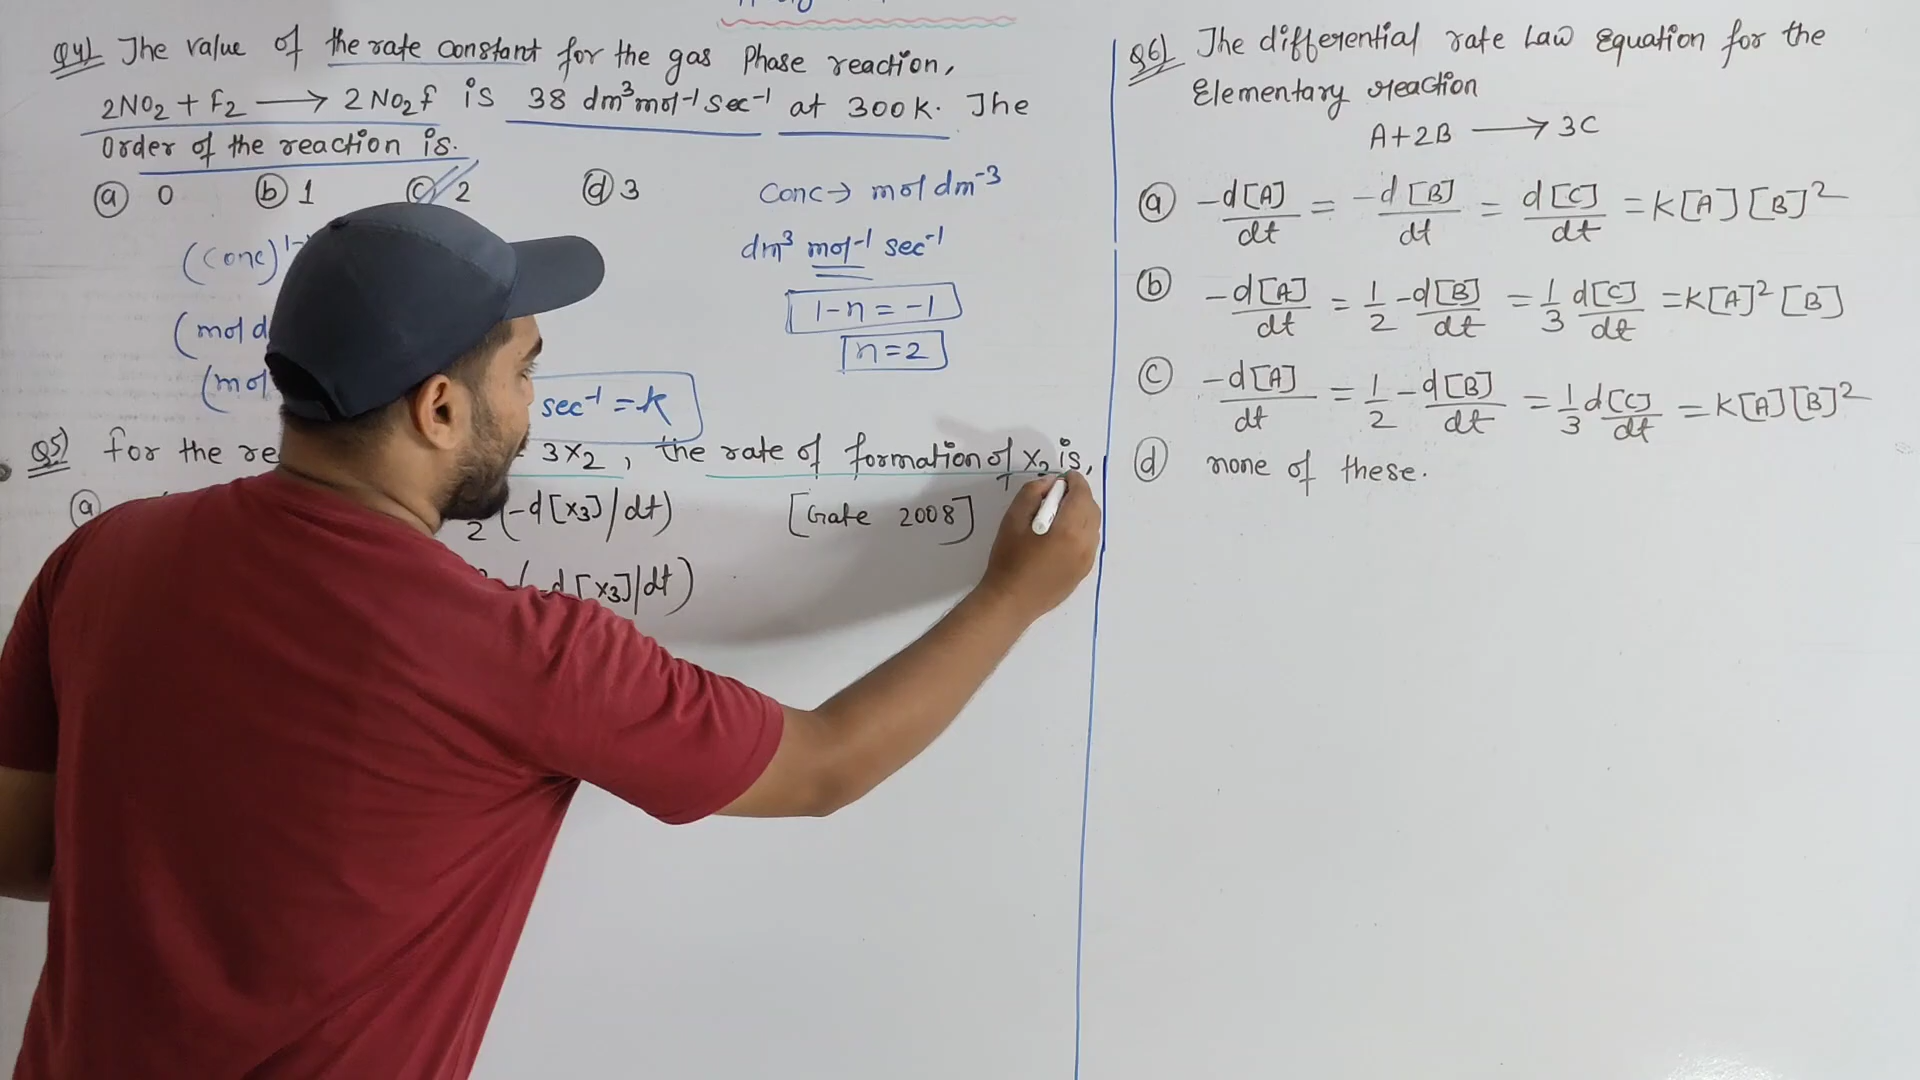 Q4) The value of the rate constant for the gas phase reaction,
2NO₂ + F₂ ⟶ 2NO₂F is 38 dm³mol⁻¹sec⁻¹ at 300K. The
Order of the reaction is.
(a) 0 (b) 1 (c) 2 (d) 3
Conc → mol dm⁻³
(conc)
dm³ mol⁻¹ sec⁻¹
1-n = -1
(mol d
n=2
(mol
sec⁻¹ = k
Q5) for the re 3X₂, the rate of formation of X₂ is,
(a)
2 (-d[X₃]/dt) [Gate 2008]
(-d[X₃]/dt)
Q6) The differential rate Law Equation for the
Elementary reaction
A+2B ⟶ 3C
(a) -d[A]/dt = -d[B]/dt = d[C]/dt = K[A][B]²
(b) -d[A]/dt = 1/2 -d[B]/dt = 1/3 d[C]/dt = K[A]²[B]
(c) -d[A]/dt = 1/2 -d[B]/dt = 1/3 d[C]/dt = K[A][B]²
(d) none of these.